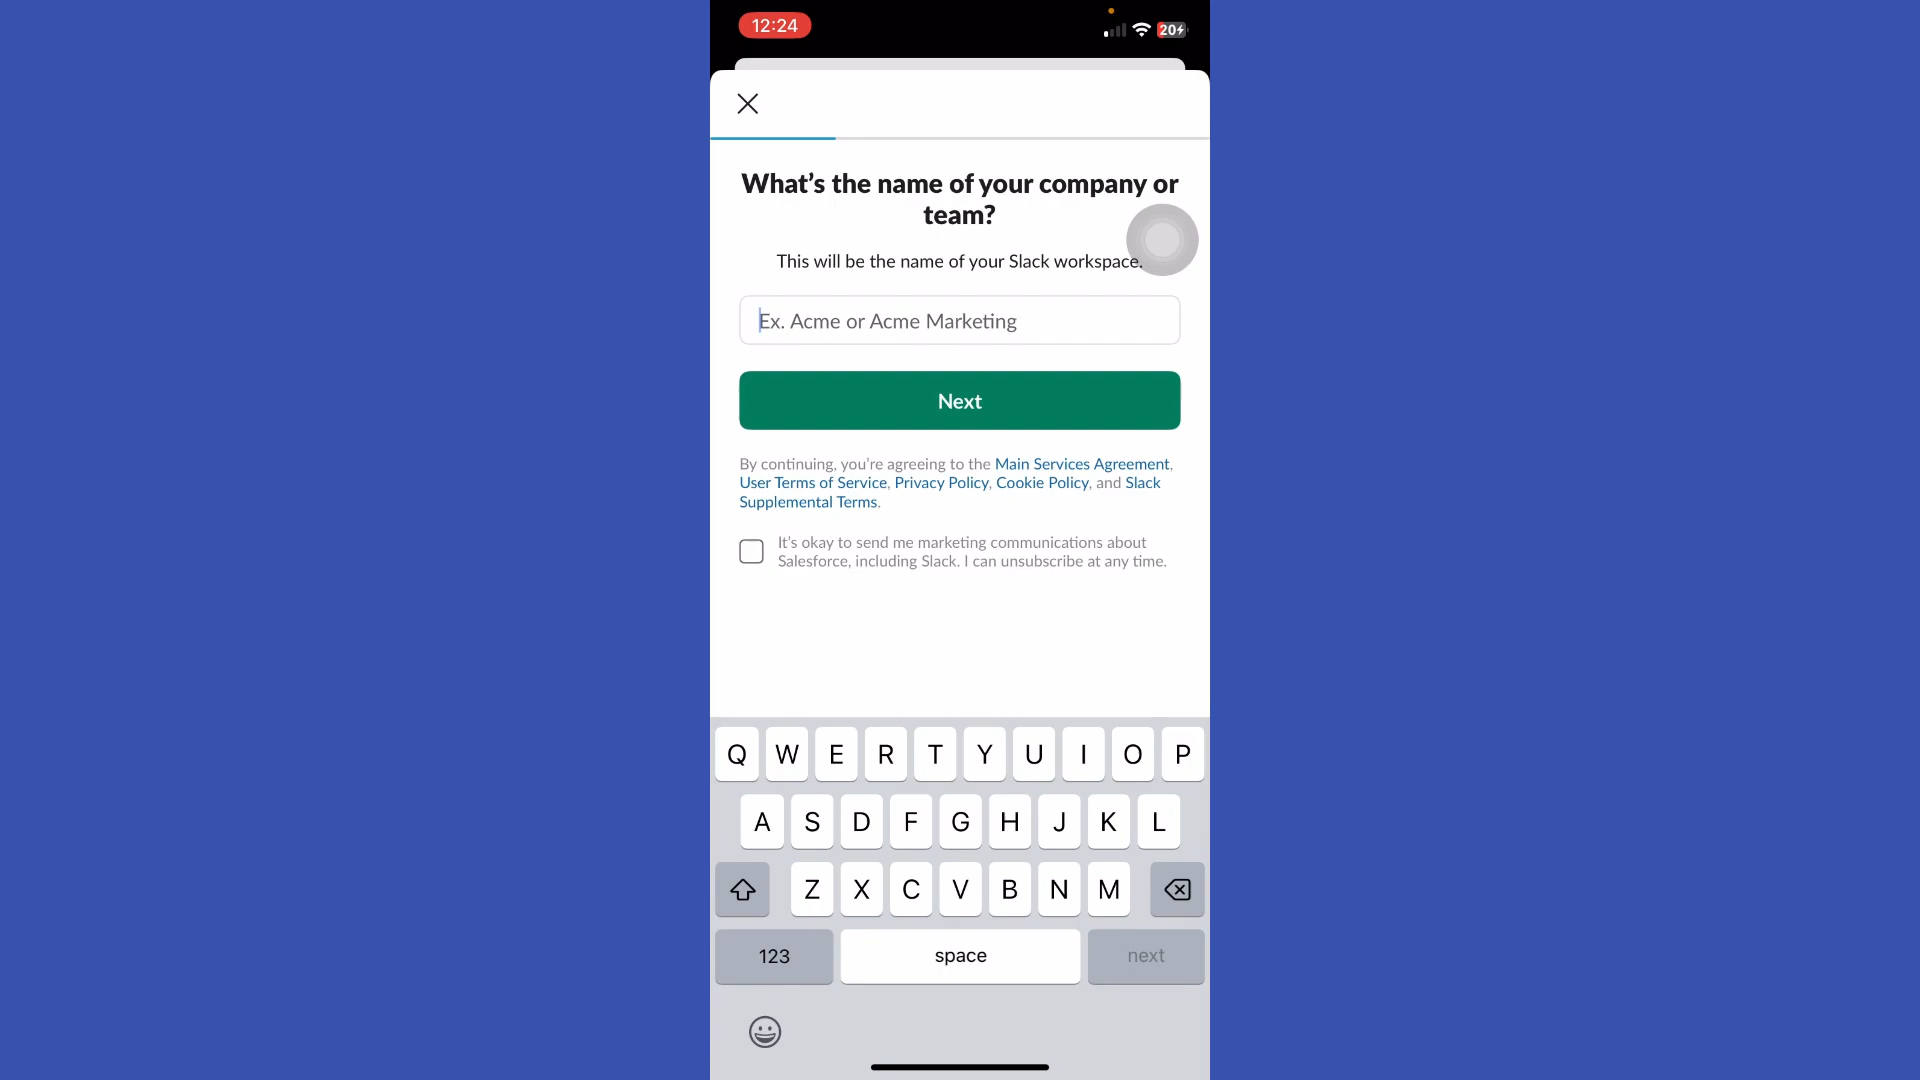 12:24
20
What's the name of your company or
team?
This will be the name of your Slack workspace.
Ex. Acme or Acme Marketing
Next
By continuing, you're agreeing to the Main Services Agreement,
User Terms of Service, Privacy Policy, Cookie Policy, and Slack
Supplemental Terms.
It's okay to send me marketing communications about
Salesforce, including Slack. I can unsubscribe at any time.
Q W E R T Y U I O P
A S D F G H J K L
Z X C V B N M
123 space next